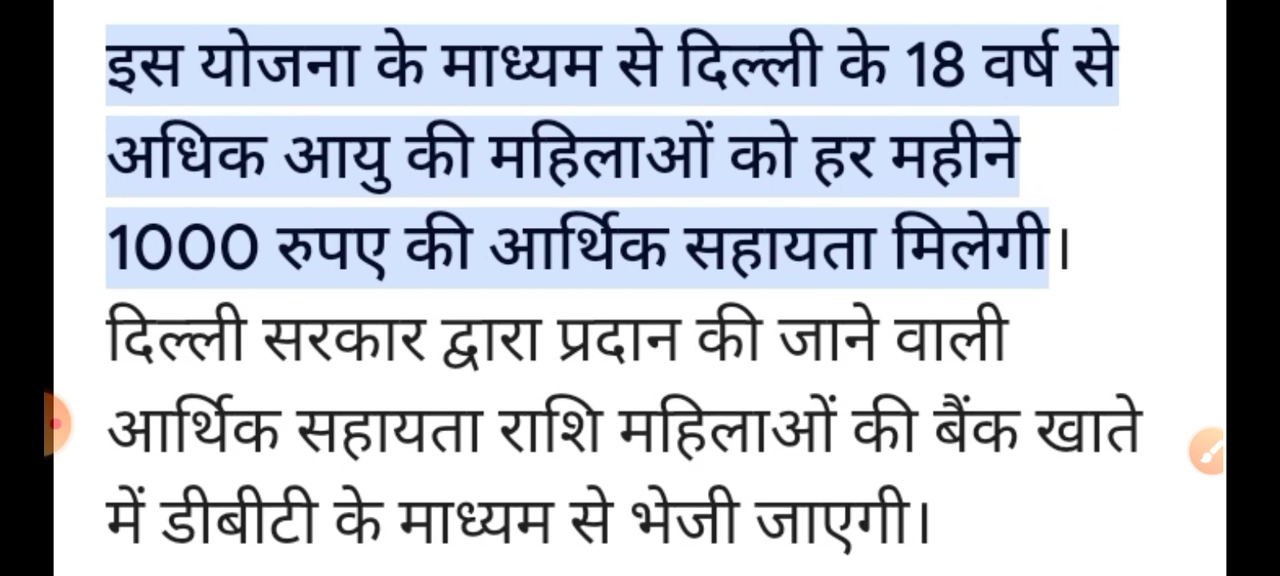 इस योजना के माध्यम से दिल्ली के 18 वर्ष से
अधिक आयु की महिलाओं को हर महीने
1000 रुपए की आर्थिक सहायता मिलेगी।
दिल्ली सरकार द्वारा प्रदान की जाने वाली
आर्थिक सहायता राशि महिलाओं की बैंक खाते
में डीबीटी के माध्यम से भेजी जाएगी।